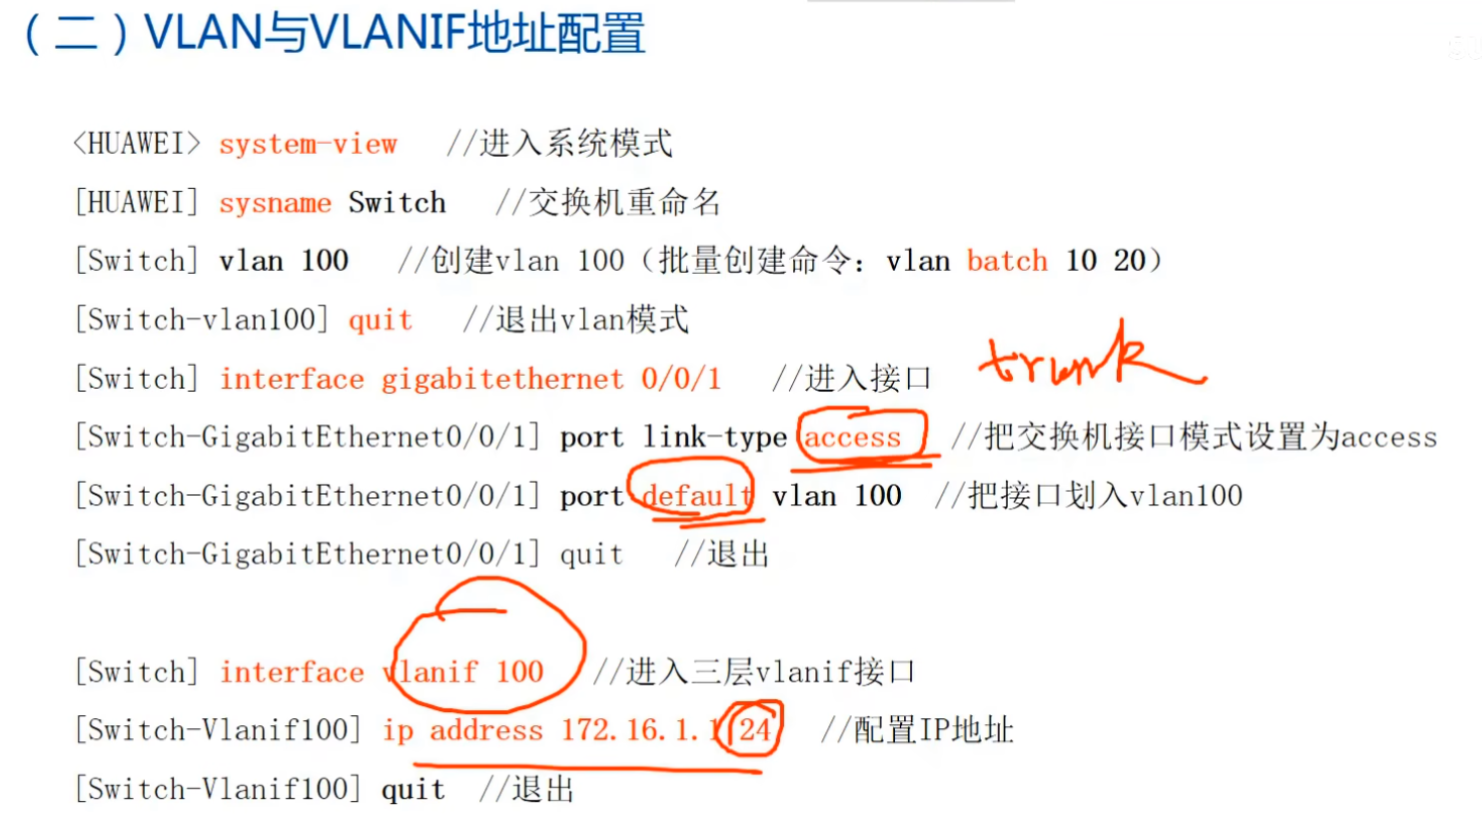 （二）VLAN与VLANIF地址配置
<HUAWEI> system-view //进入系统模式
[HUAWEI] sysname Switch //交换机重命名
[Switch] vlan 100 //创建vlan 100（批量创建命令：vlan batch 10 20）
[Switch-vlan100] quit //退出vlan模式
trunk
[Switch] interface gigabitethernet 0/0/1 //进入接口
[Switch-GigabitEthernet0/0/1] port link-type access //把交换机接口模式设置为access
[Switch-GigabitEthernet0/0/1] port default vlan 100 //把接口划入vlan100
[Switch-GigabitEthernet0/0/1] quit //退出
[Switch] interface vlanif 100 //进入三层vlanif接口
[Switch-Vlanif100] ip address 172.16.1.1 24 //配置IP地址
[Switch-Vlanif100] quit //退出